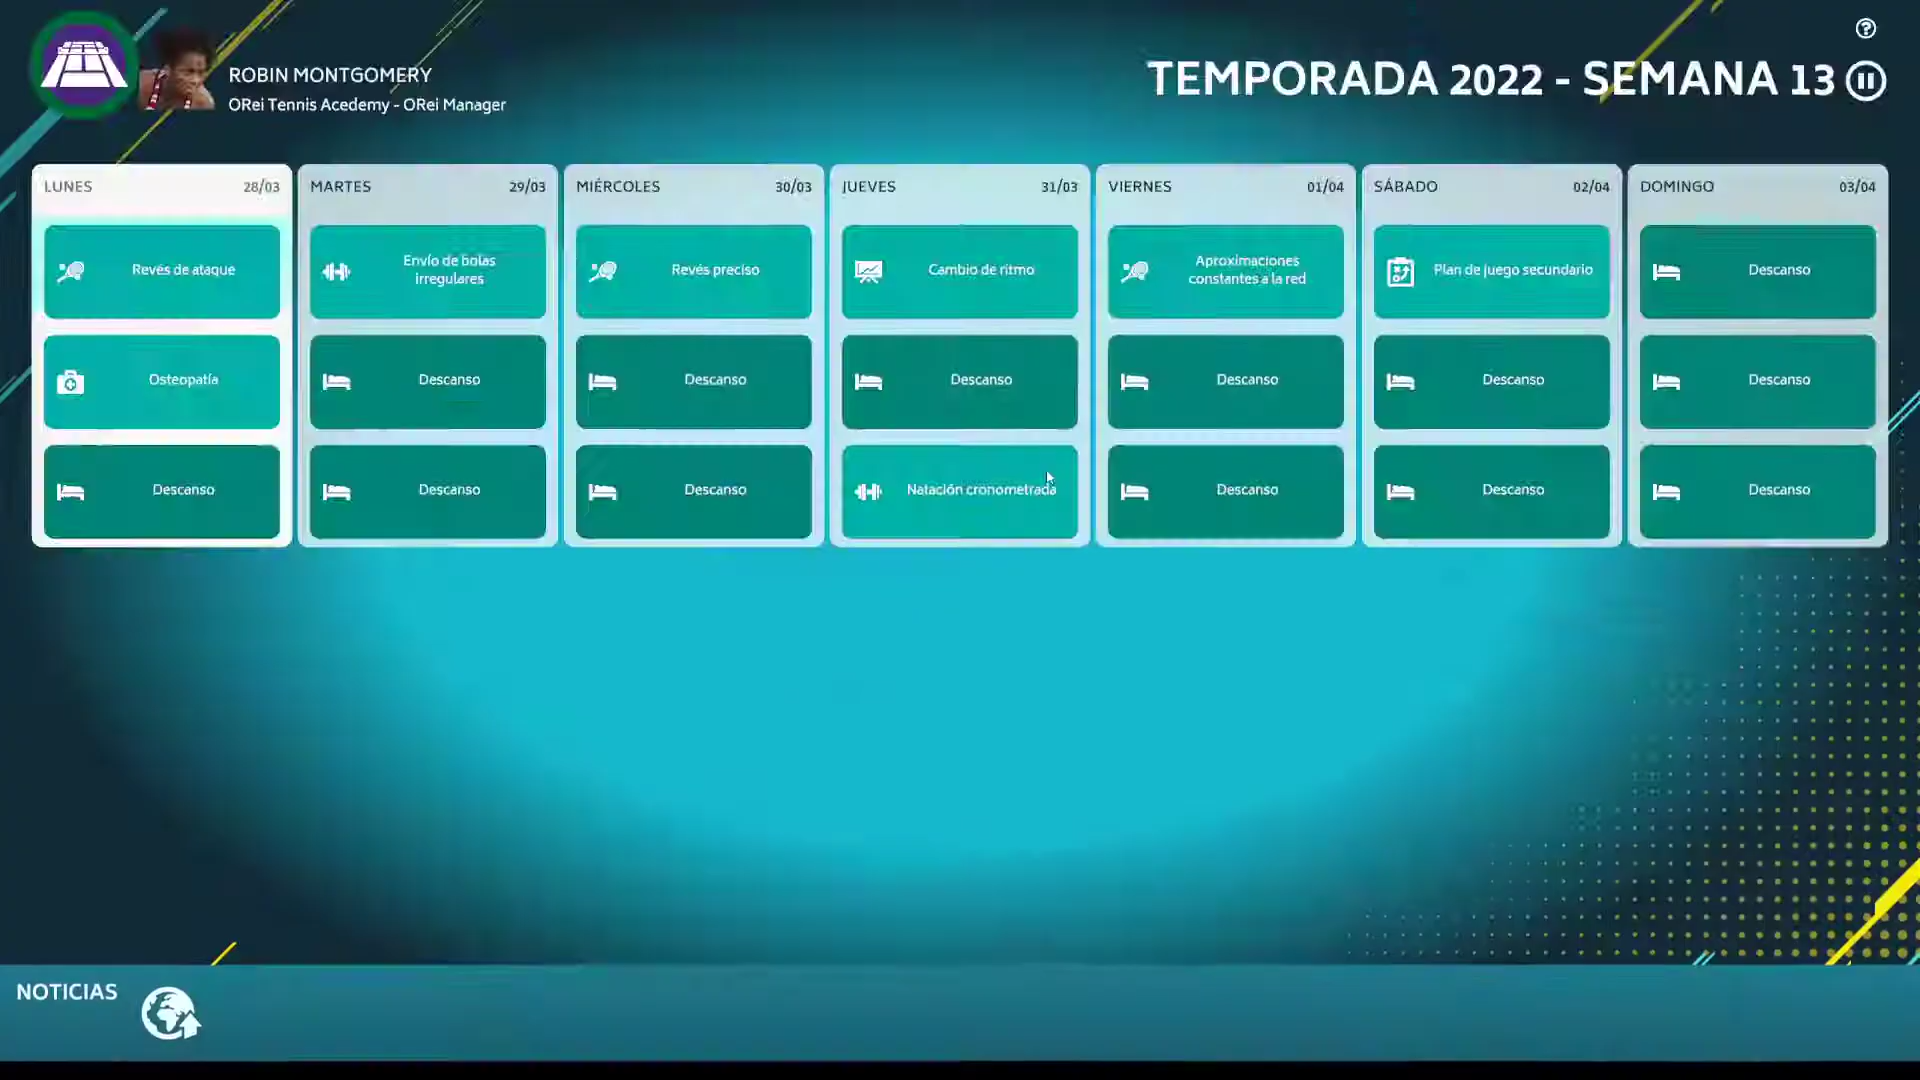 ROBIN MONTGOMERY
ORei Tennis Acedemy - ORei Manager
TEMPORADA 2022 - SEMANA 13
LUNES 28/03
Revés de ataque
Osteopatía
Descanso
MARTES 29/03
Envío de bolas
irregulares
Descanso
Descanso
MIÉRCOLES 30/03
Revés preciso
Descanso
Descanso
JUEVES 31/03
Cambio de ritmo
Descanso
Natación cronometrada
VIERNES 01/04
Aproximaciones
constantes a la red
Descanso
Descanso
SÁBADO 02/04
Plan de juego secundario
Descanso
Descanso
DOMINGO 03/04
Descanso
Descanso
Descanso
NOTICIAS